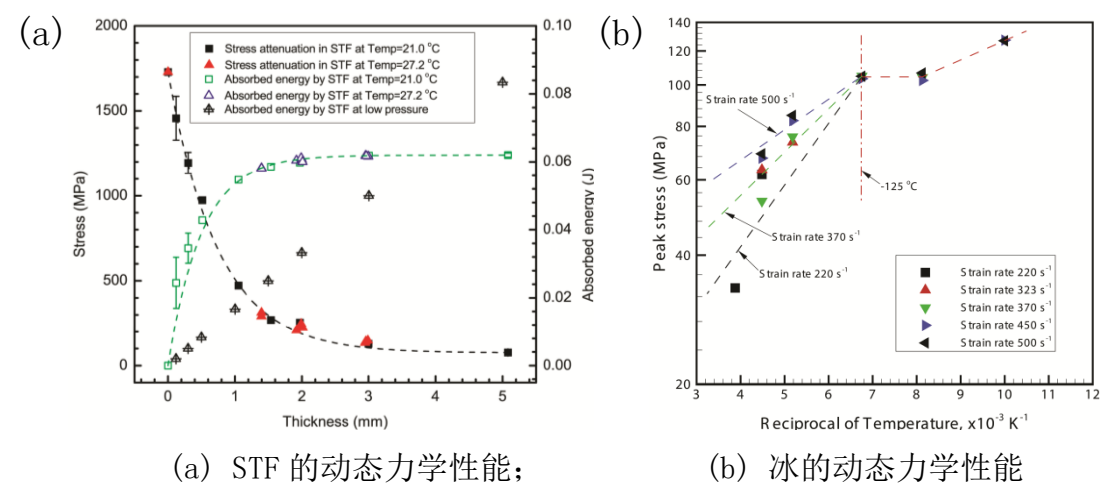 (a)
2000
1500
1000
500
0
Stress (MPa)
0.10
0.08
0.06
0.04
0.02
0.00
Absorbed energy (J)
Stress attenuation in STF at Temp=21.0 °C
Stress attenuation in STF at Temp=27.2 °C
Absorbed energy by STF at Temp=21.0 °C
Absorbed energy by STF at Temp=27.2 °C
Absorbed energy by STF at low pressure
0 1 2 3 4 5
Thickness (mm)
(b)
140
120
100
80
60
40
20
Peak stress (MPa)
Strain rate 500 s⁻¹
-125 °C
Strain rate 370 s⁻¹
Strain rate 220 s⁻¹
Strain rate 220 s⁻¹
Strain rate 323 s⁻¹
Strain rate 370 s⁻¹
Strain rate 450 s⁻¹
Strain rate 500 s⁻¹
3 4 5 6 7 8 9 10 11 12
Reciprocal of Temperature, x10⁻³ K⁻¹
(a) STF 的动态力学性能;
(b) 冰的动态力学性能